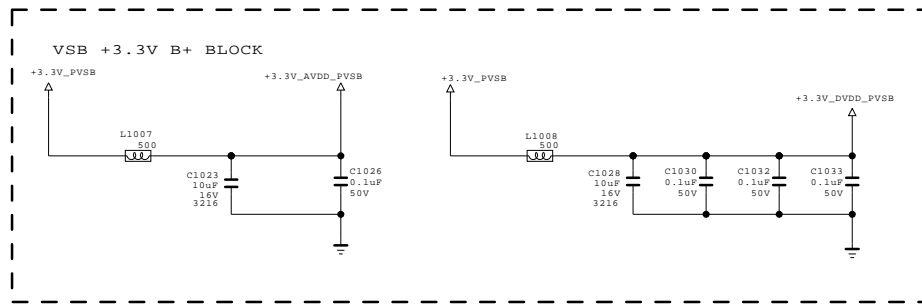 VSB +3.3V B+ BLOCK
+3.3V_PVSB
+3.3V_AVDD_PVSB
L1007
500
C1023
10uF
16V
3216
C1026
0.1uF
50V
+3.3V_PVSB
+3.3V_DVDD_PVSB
L1008
500
C1028
10uF
16V
3216
C1030
0.1uF
50V
C1032
0.1uF
50V
C1033
0.1uF
50V